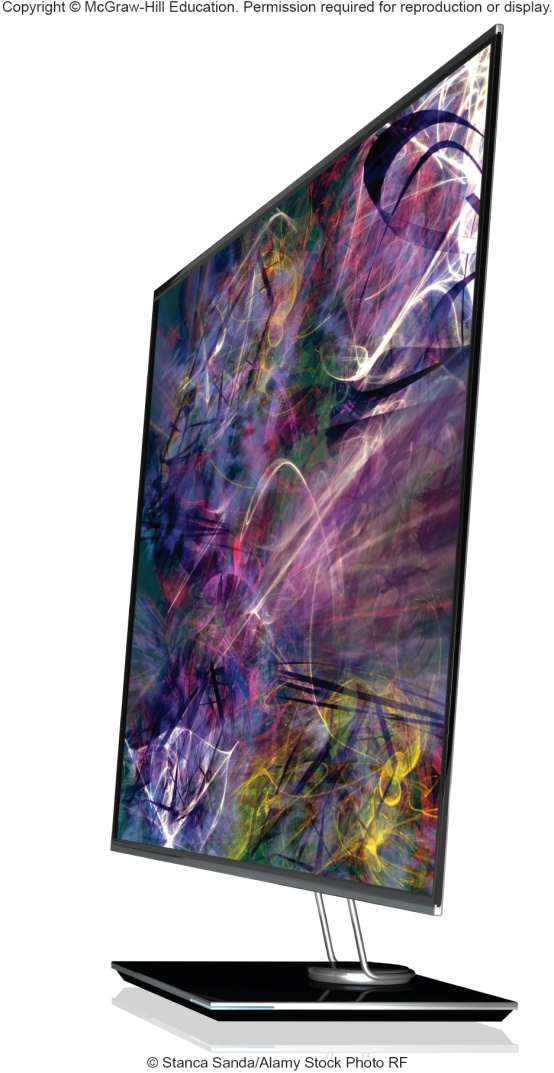 Copyright © McGraw-Hill Education. Permission required for reproduction or display.
© Stanca Sanda/Alamy Stock Photo RF